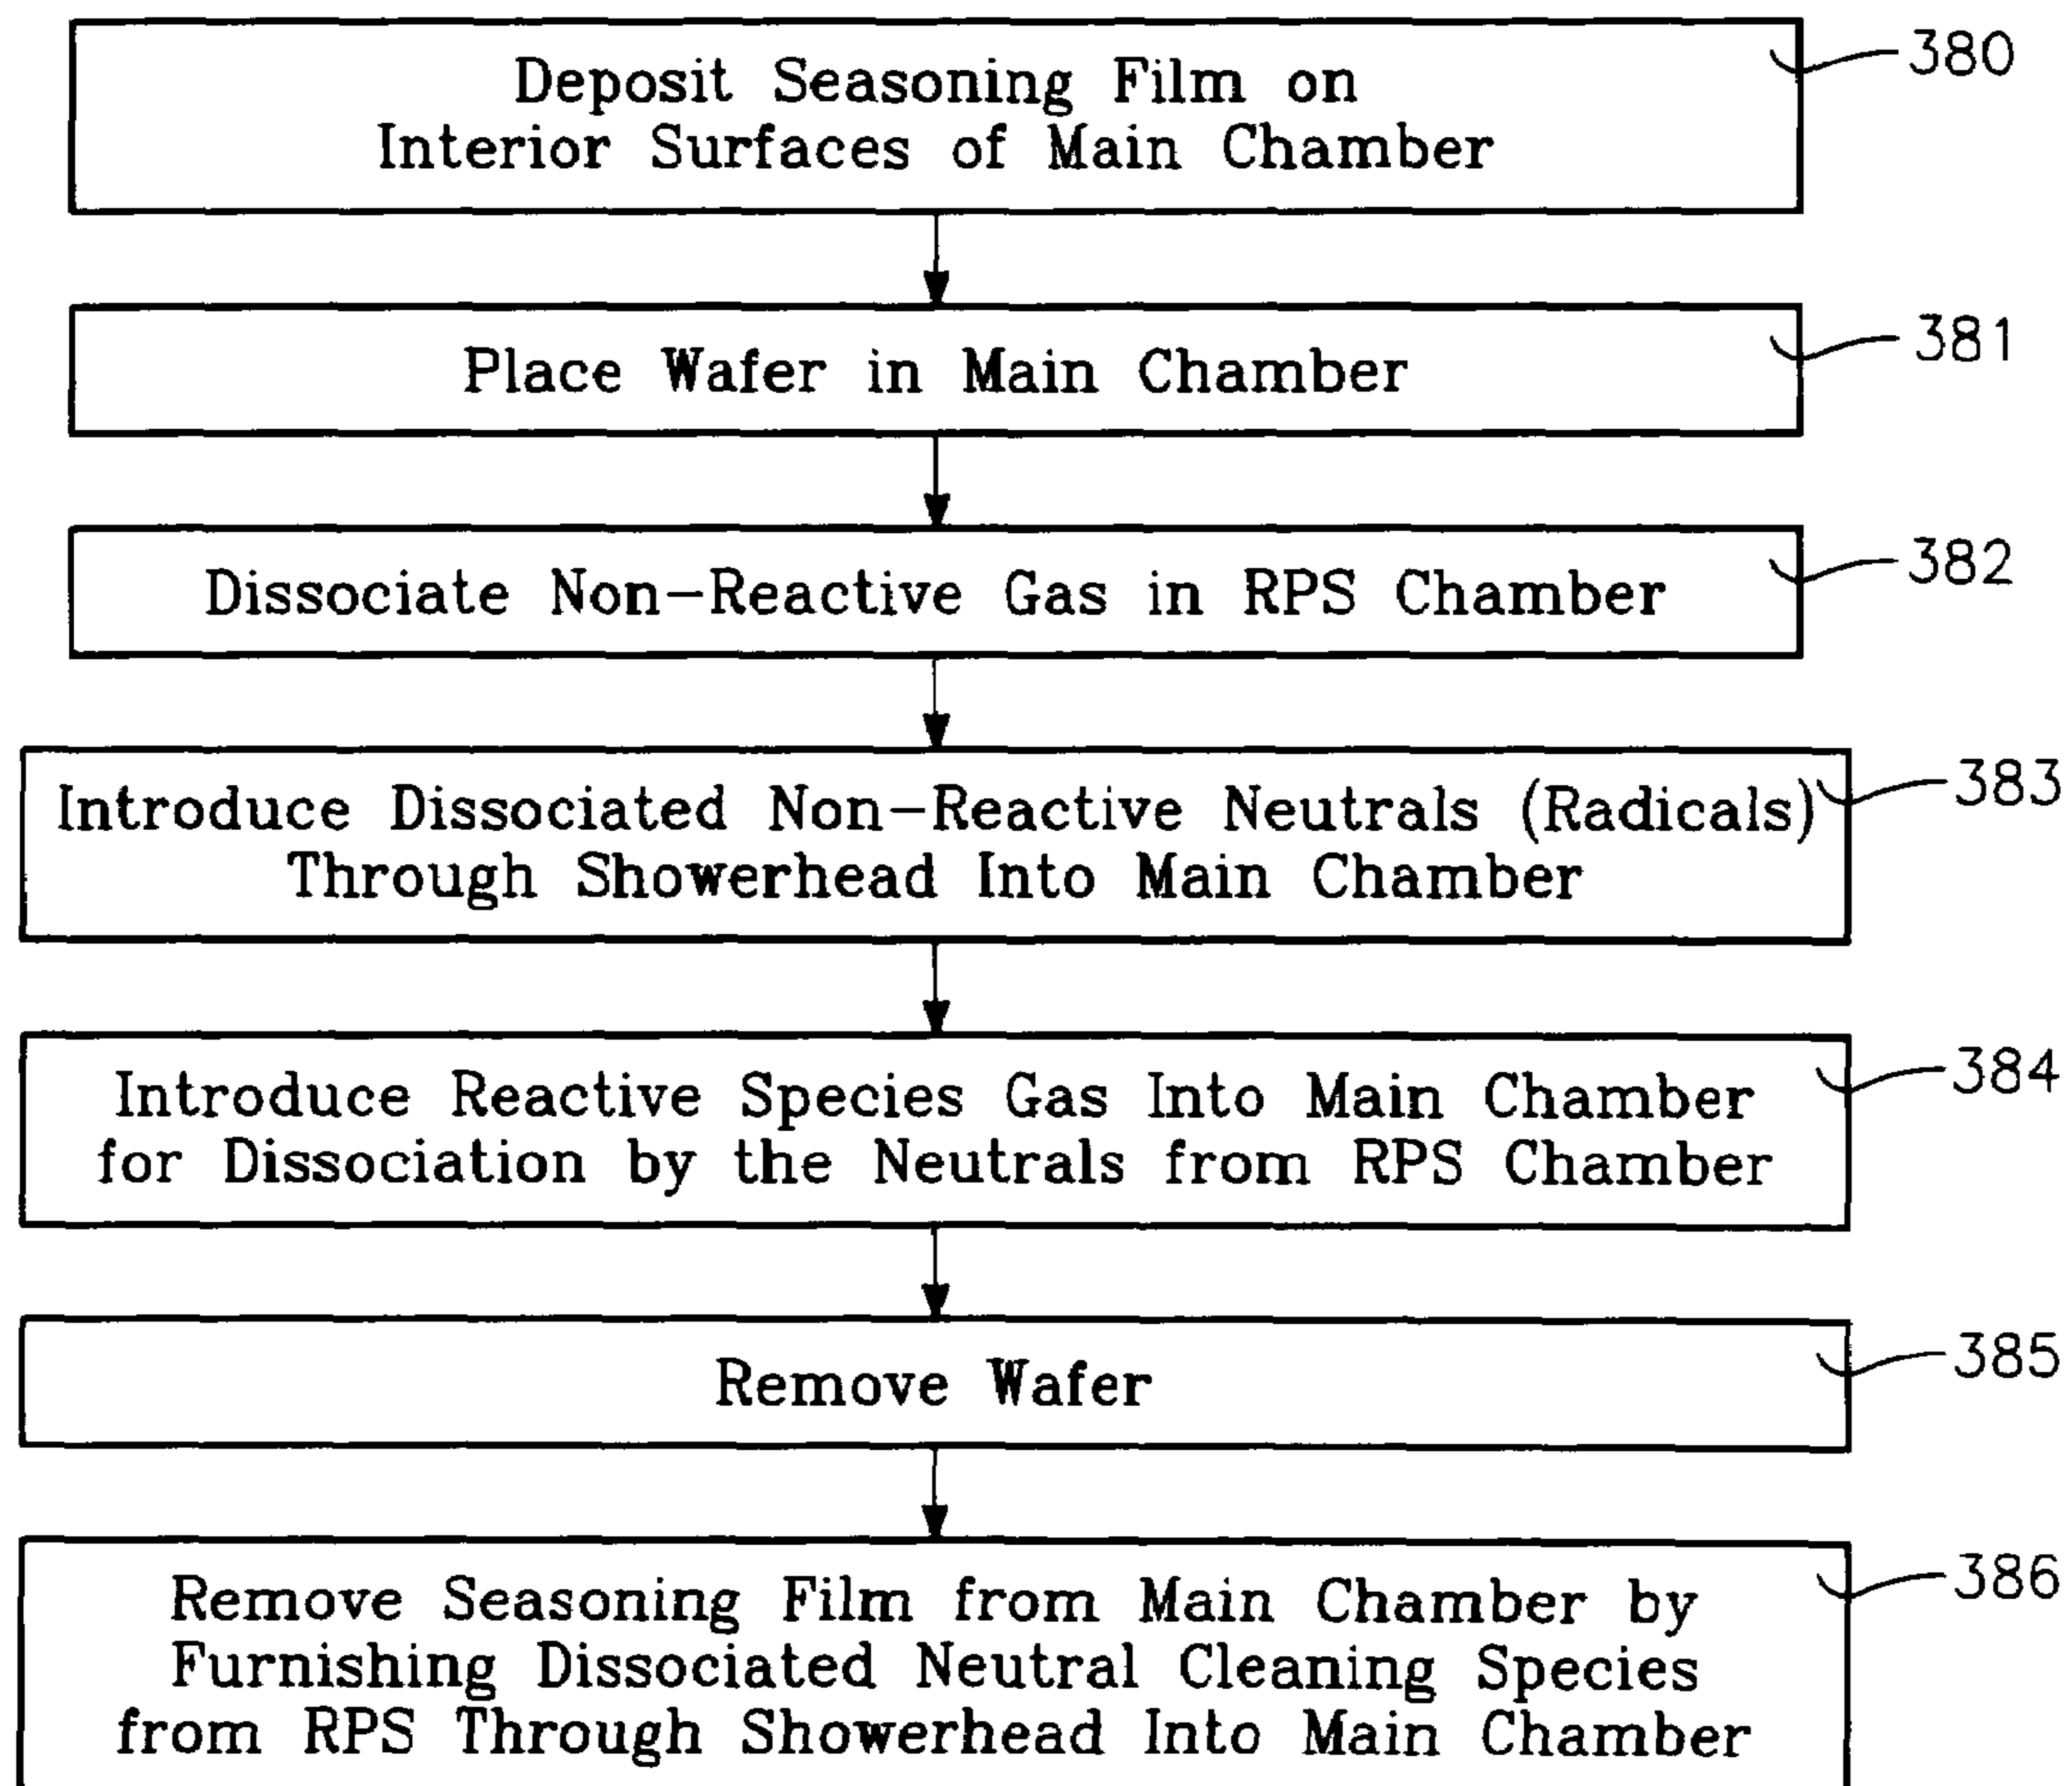 Deposit Seasoning Film on
Interior Surfaces of Main Chamber
380
Place Wafer in Main Chamber
381
Dissociate Non-Reactive Gas in RPS Chamber
382
Introduce Dissociated Non-Reactive Neutrals (Radicals)
Through Showerhead Into Main Chamber
383
Introduce Reactive Species Gas Into Main Chamber
for Dissociation by the Neutrals from RPS Chamber
384
Remove Wafer
385
Remove Seasoning Film from Main Chamber by
Furnishing Dissociated Neutral Cleaning Species
from RPS Through Showerhead Into Main Chamber
386